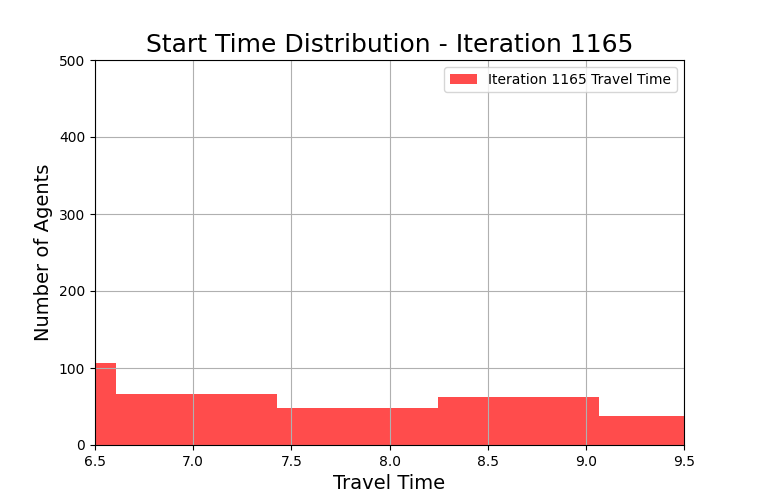 Start Time Distribution - Iteration 1165
Iteration 1165 Travel Time
Number of Agents
500
400
300
200
100
0
6.5 7.0 7.5 8.0 8.5 9.0 9.5
Travel Time